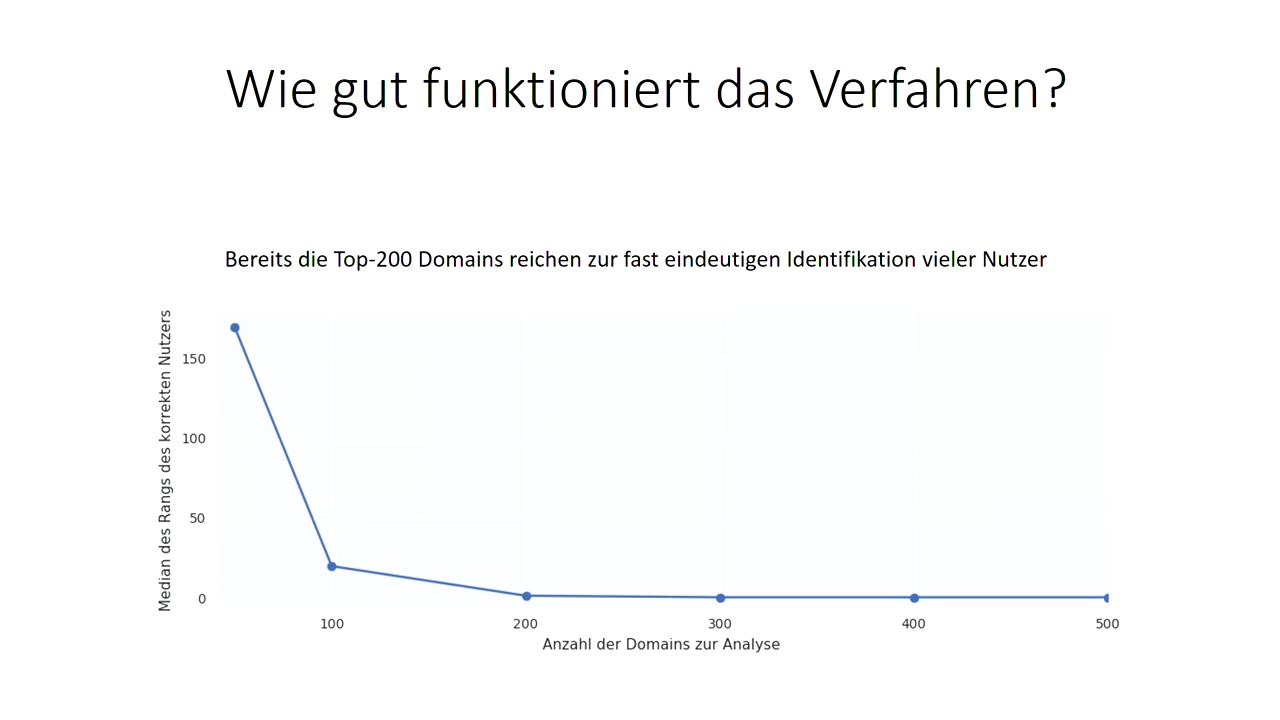 Wie gut funktioniert das Verfahren?
Bereits die Top-200 Domains reichen zur fast eindeutigen Identifikation vieler Nutzer
Median des Rangs des korrekten Nutzers
150
100
50
0
100 200 300 400 500
Anzahl der Domains zur Analyse